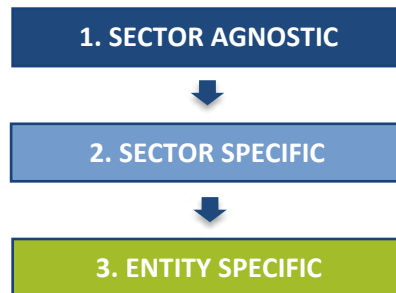 1. SECTOR AGNOSTIC
2. SECTOR SPECIFIC
3. ENTITY SPECIFIC